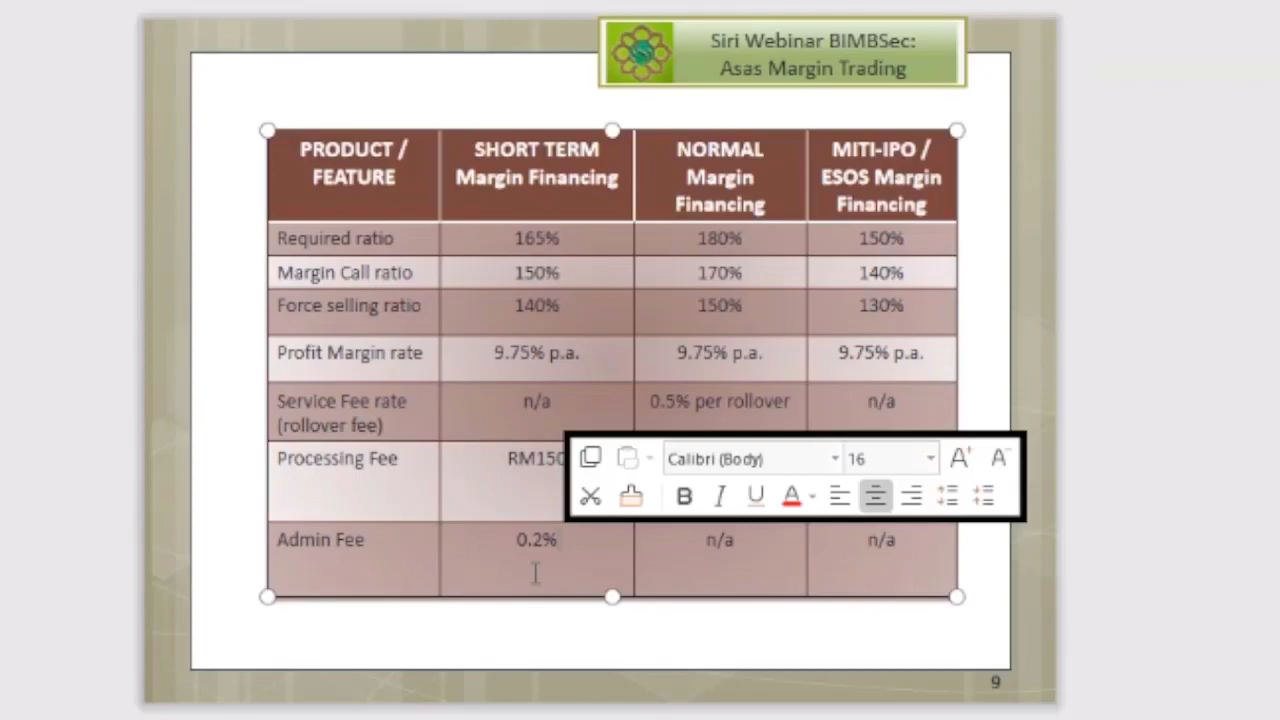 Siri Webinar BIMBSec:
Asas Margin Trading
PRODUCT / FEATURE
SHORT TERM Margin Financing
NORMAL Margin Financing
MITI-IPO / ESOS Margin Financing
Required ratio 165% 180% 150%
Margin Call ratio 150% 170% 140%
Force selling ratio 140% 150% 130%
Profit Margin rate 9.75% p.a. 9.75% p.a. 9.75% p.a.
Service Fee rate (rollover fee) n/a 0.5% per rollover n/a
Processing Fee RM150
Calibri (Body) 16 A+ A-
B I U A
Admin Fee 0.2% n/a n/a
9